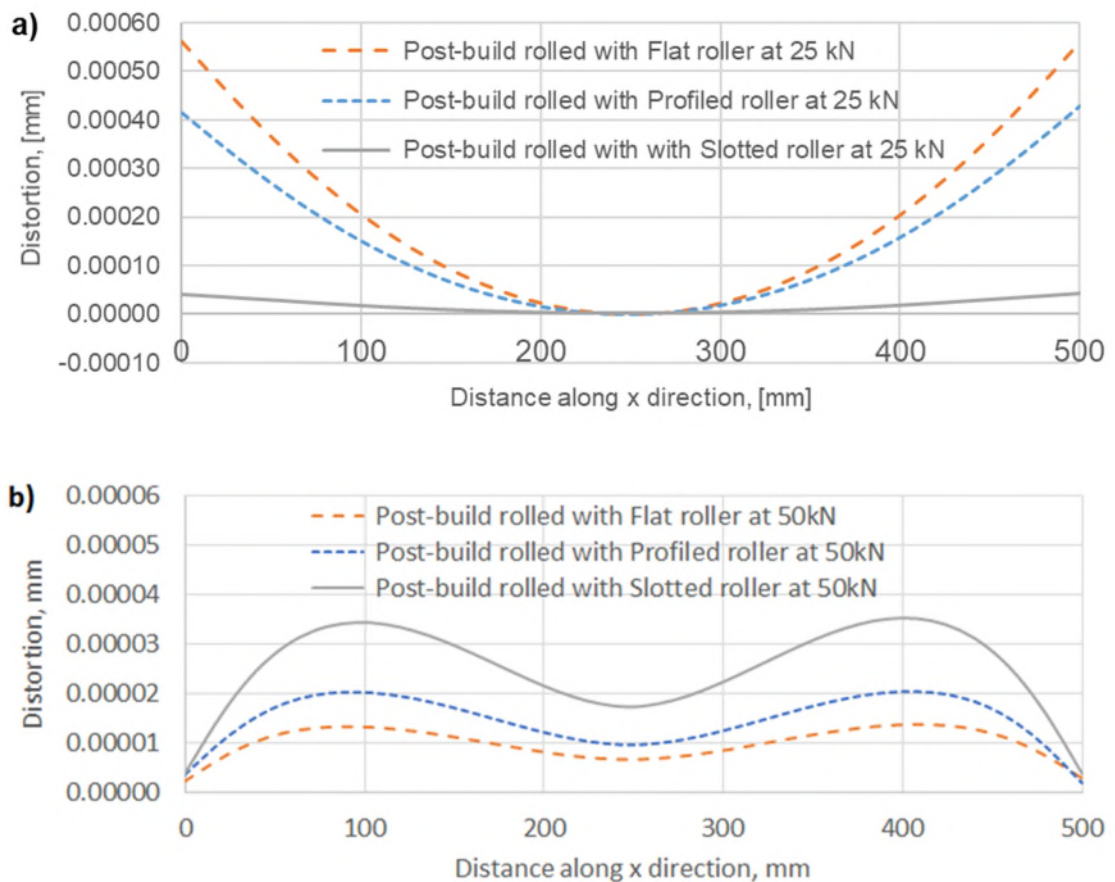 a)
0.00060
0.00050
0.00040
0.00030
0.00020
0.00010
0.00000
-0.00010
Distortion, [mm]
Post-build rolled with Flat roller at 25 kN
Post-build rolled with Profiled roller at 25 kN
Post-build rolled with with Slotted roller at 25 kN
0 100 200 300 400 500
Distance along x direction, [mm]
b)
0.00006
0.00005
0.00004
0.00003
0.00002
0.00001
0.00000
Distortion, mm
Post-build rolled with Flat roller at 50kN
Post-build rolled with Profiled roller at 50kN
Post-build rolled with Slotted roller at 50kN
0 100 200 300 400 500
Distance along x direction, mm